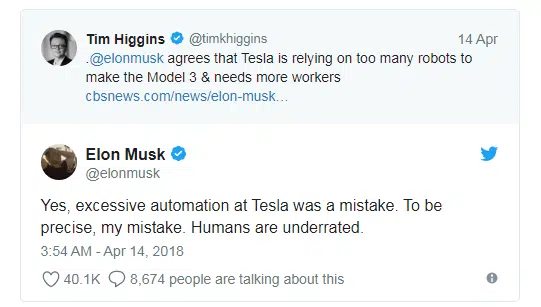 Tim Higgins @timkhiggins 14 Apr
.@elonmusk agrees that Tesla is relying on too many robots to
make the Model 3 & needs more workers
cbsnews.com/news/elon-musk…
Elon Musk
@elonmusk
Yes, excessive automation at Tesla was a mistake. To be
precise, my mistake. Humans are underrated.
3:54 AM - Apr 14, 2018
40.1K 8,674 people are talking about this